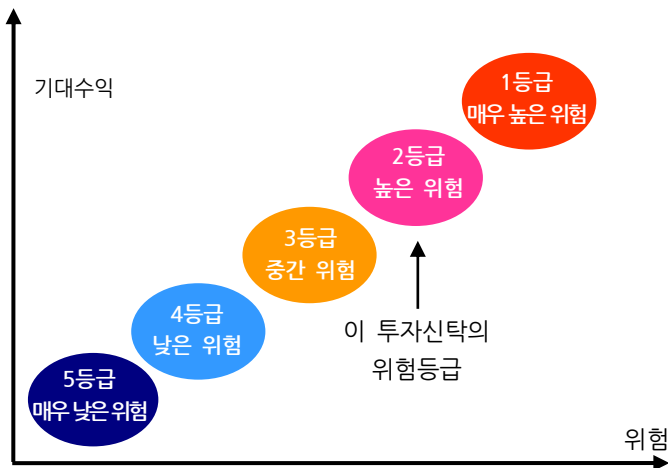 기대수익
1등급
매우 높은 위험
2등급
높은 위험
3등급
중간 위험
4등급
낮은 위험
5등급
매우 낮은 위험
이 투자신탁의
위험등급
위험